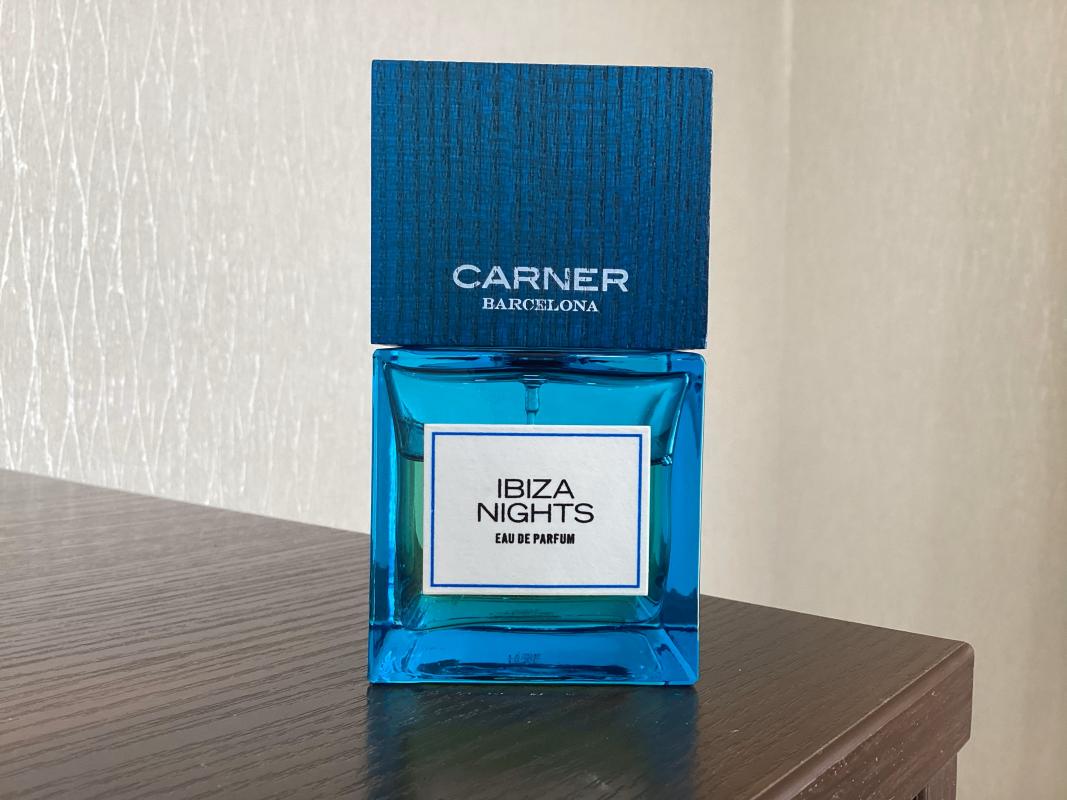 CARNER
BARCELONA
IBIZA
NIGHTS
EAU DE PARFUM